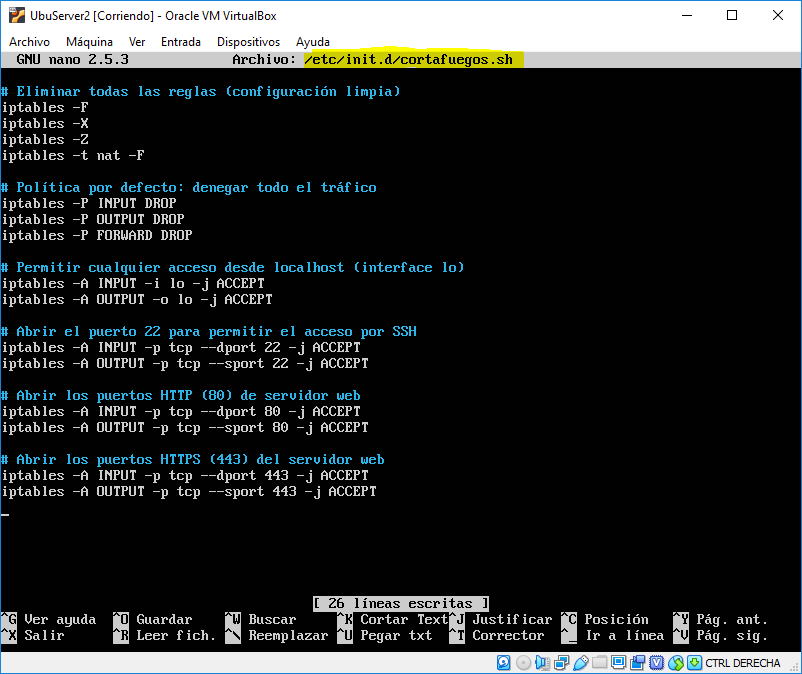 UbuServer2 [Corriendo] - Oracle VM VirtualBox
Archivo Máquina Ver Entrada Dispositivos Ayuda
GNU nano 2.5.3 Archivo: /etc/init.d/cortafuegos.sh
# Eliminar todas las reglas (configuración limpia)
iptables -F
iptables -X
iptables -Z
iptables -t nat -F
# Política por defecto: denegar todo el tráfico
iptables -P INPUT DROP
iptables -P OUTPUT DROP
iptables -P FORWARD DROP
# Permitir cualquier acceso desde localhost (interface lo)
iptables -A INPUT -i lo -j ACCEPT
iptables -A OUTPUT -o lo -j ACCEPT
# Abrir el puerto 22 para permitir el acceso por SSH
iptables -A INPUT -p tcp --dport 22 -j ACCEPT
iptables -A OUTPUT -p tcp --sport 22 -j ACCEPT
# Abrir los puertos HTTP (80) de servidor web
iptables -A INPUT -p tcp --dport 80 -j ACCEPT
iptables -A OUTPUT -p tcp --sport 80 -j ACCEPT
# Abrir los puertos HTTPS (443) del servidor web
iptables -A INPUT -p tcp --dport 443 -j ACCEPT
iptables -A OUTPUT -p tcp --sport 443 -j ACCEPT
[ 26 líneas escritas ]
^G Ver ayuda ^O Guardar ^W Buscar ^K Cortar Text ^J Justificar ^C Posición ^Y Pág. ant.
^X Salir ^R Leer fich. ^\ Reemplazar ^U Pegar txt ^T Corrector ^_ Ir a línea ^V Pág. sig.
CTRL DERECHA